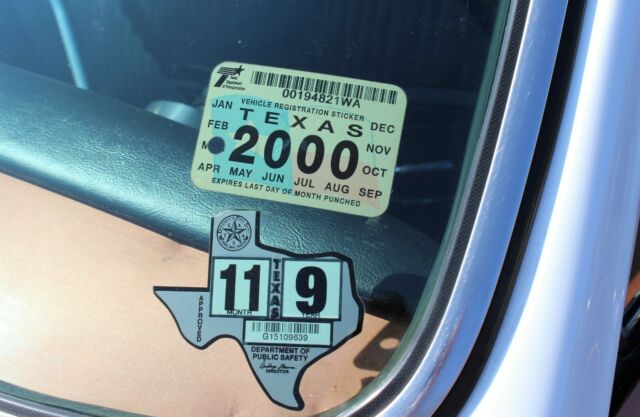 Texas
Department
of Transportation
00194821WA
VEHICLE REGISTRATION STICKER
JAN TEXAS DEC
FEB 2000 NOV
M OCT
APR MAY JUN JUL AUG SEP
EXPIRES LAST DAY OF MONTH PUNCHED
11 TEXAS 9
MONTH YEAR
APPROVED
G15109639
DEPARTMENT OF
PUBLIC SAFETY
DIRECTOR